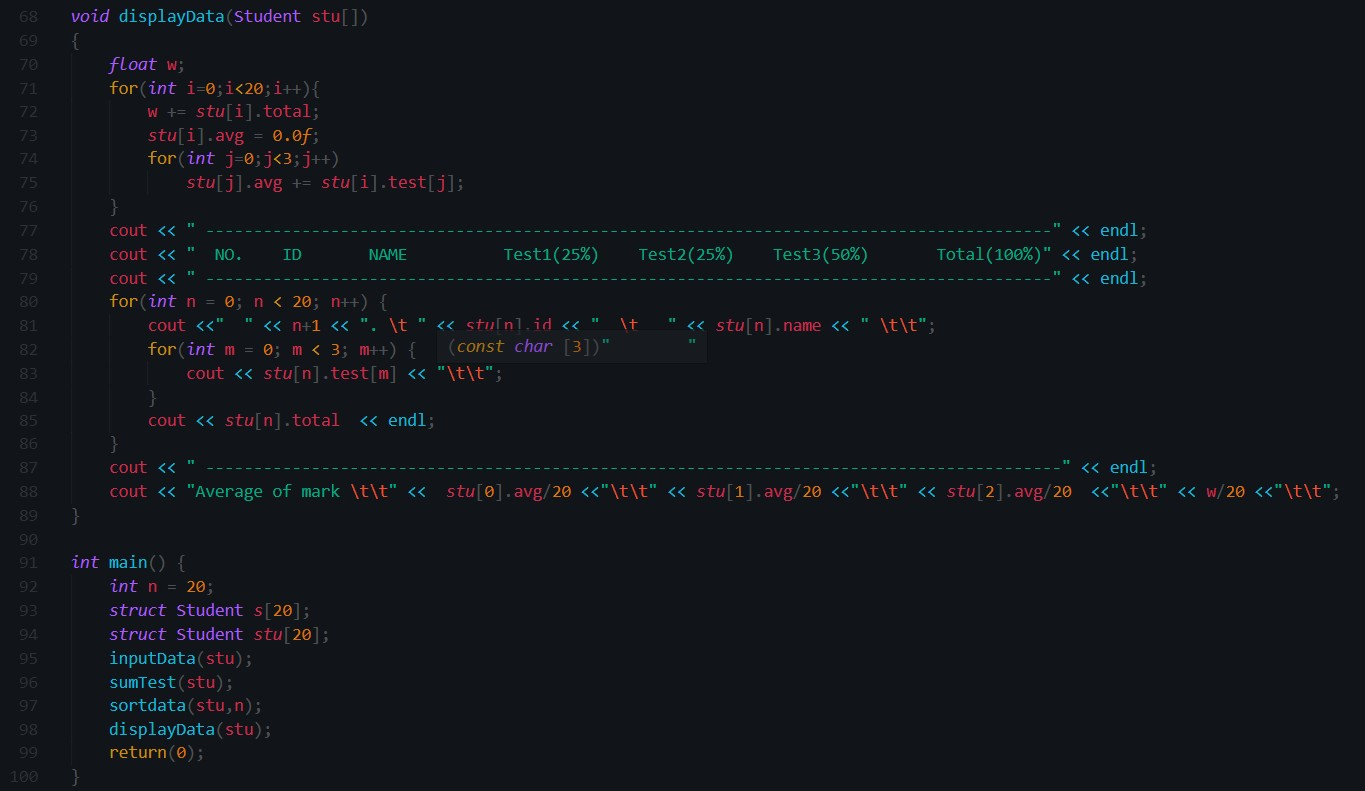 68 void displayData(Student stu[])
69 {
70 float w;
71 for(int i=0;i<20;i++){
72 w += stu[i].total;
73 stu[i].avg = 0.0f;
74 for(int j=0;j<3;j++)
75 stu[j].avg += stu[i].test[j];
76 }
77 cout << " ----------------------------------------------------------------------------------------" << endl;
78 cout << "  NO.    ID       NAME          Test1(25%)    Test2(25%)    Test3(50%)       Total(100%)" << endl;
79 cout << " ----------------------------------------------------------------------------------------" << endl;
80 for(int n = 0; n < 20; n++) {
81 cout <<"  " << n+1 << ". \t " << stu[n].id << "  \t   " << stu[n].name << " \t\t";
82 for(int m = 0; m < 3; m++) { (const char [3])"        "
83 cout << stu[n].test[m] << "\t\t";
84 }
85 cout << stu[n].total  << endl;
86 }
87 cout << " -----------------------------------------------------------------------------------------" << endl;
88 cout << "Average of mark \t\t" <<  stu[0].avg/20 <<"\t\t" << stu[1].avg/20 <<"\t\t" << stu[2].avg/20  <<"\t\t" << w/20 <<"\t\t";
89 }
90
91 int main() {
92 int n = 20;
93 struct Student s[20];
94 struct Student stu[20];
95 inputData(stu);
96 sumTest(stu);
97 sortdata(stu,n);
98 displayData(stu);
99 return(0);
100 }